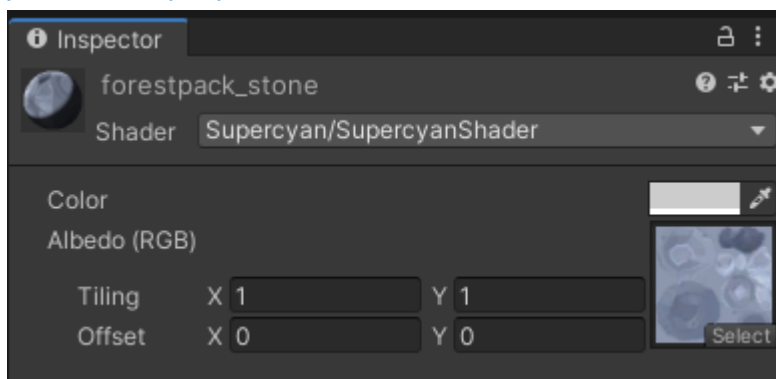 Inspector
forestpack_stone
Shader Supercyan/SupercyanShader
Color
Albedo (RGB)
Tiling X 1 Y 1
Offset X 0 Y 0
Select